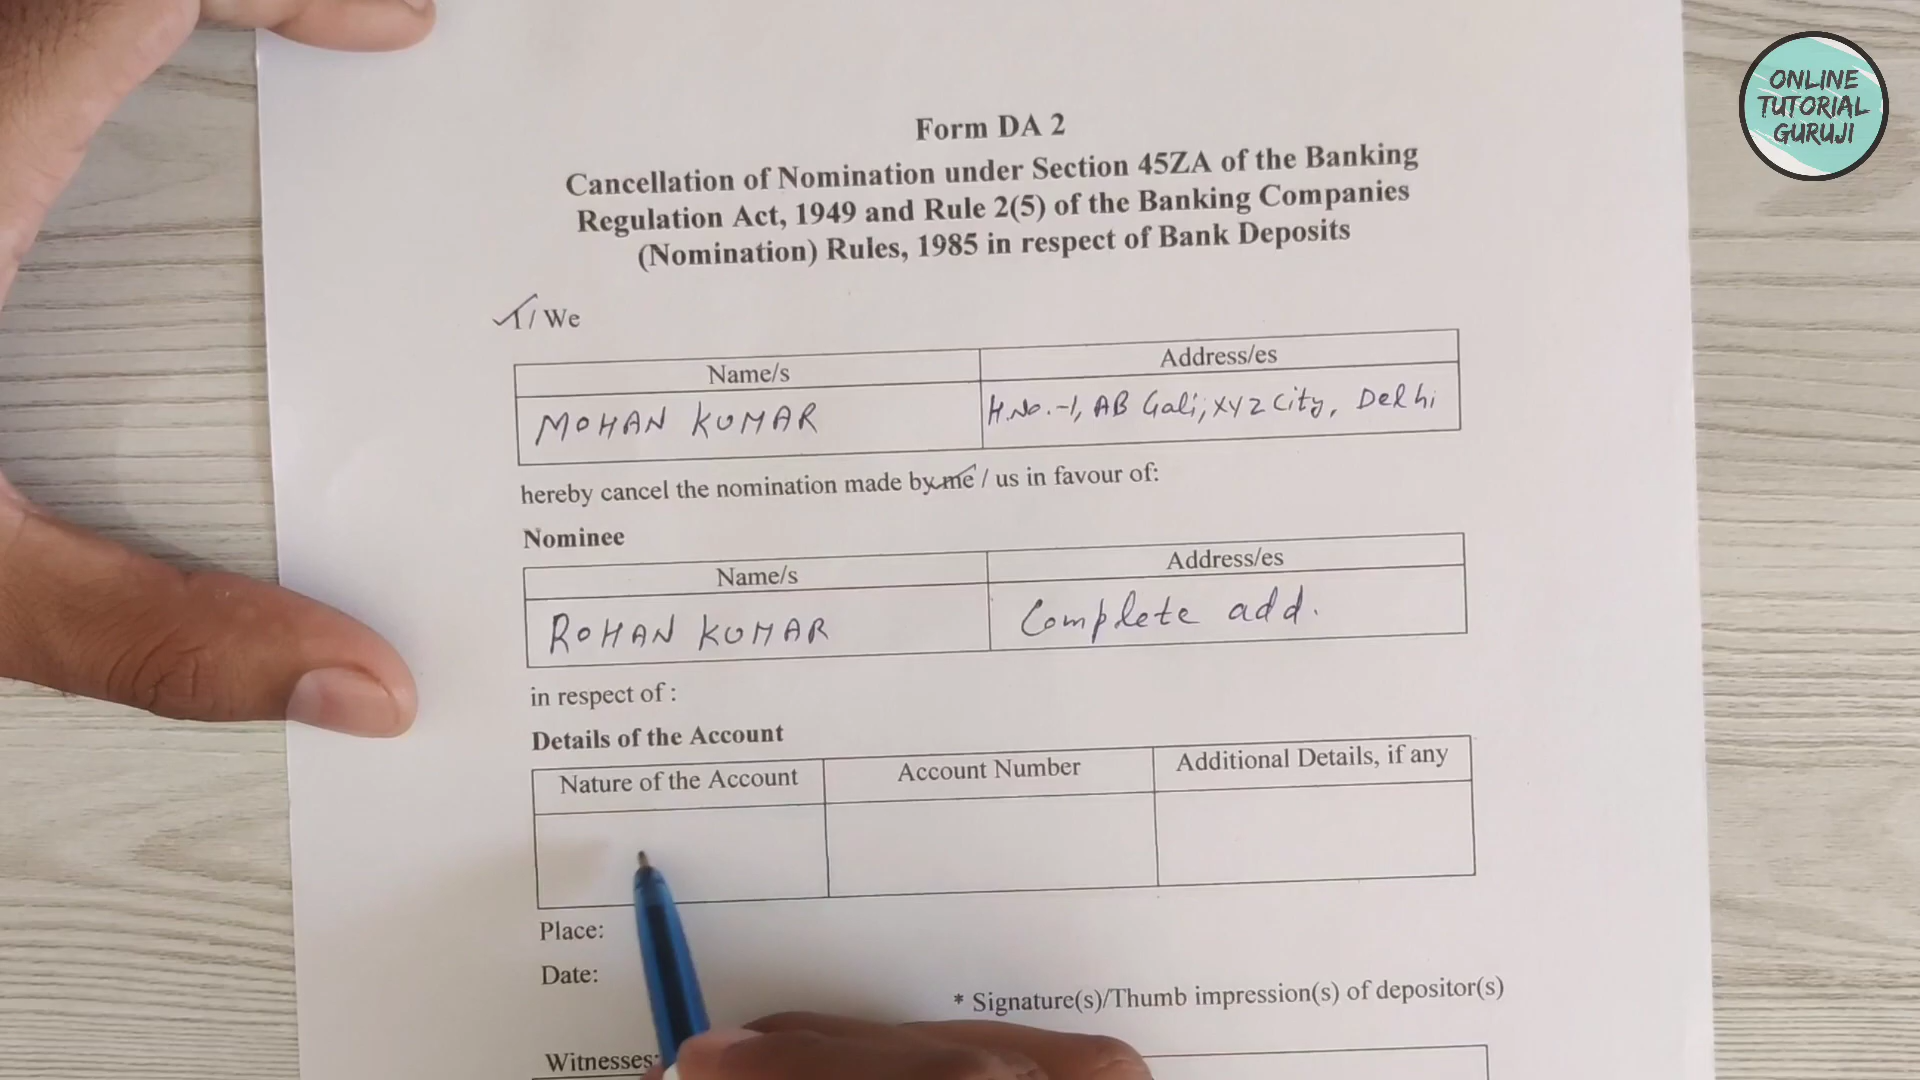 ONLINE
TUTORIAL
GURUJI
Form DA 2
Cancellation of Nomination under Section 45ZA of the Banking
Regulation Act, 1949 and Rule 2(5) of the Banking Companies
(Nomination) Rules, 1985 in respect of Bank Deposits
I / We
Name/s Address/es
MOHAN KUMAR H.No.-1, AB Gali, XYZ City, Delhi
hereby cancel the nomination made by me / us in favour of:
Nominee
Name/s Address/es
ROHAN KUMAR Complete add.
in respect of :
Details of the Account
Nature of the Account Account Number Additional Details, if any
Place:
Date:
* Signature(s)/Thumb impression(s) of depositor(s)
Witnesses: